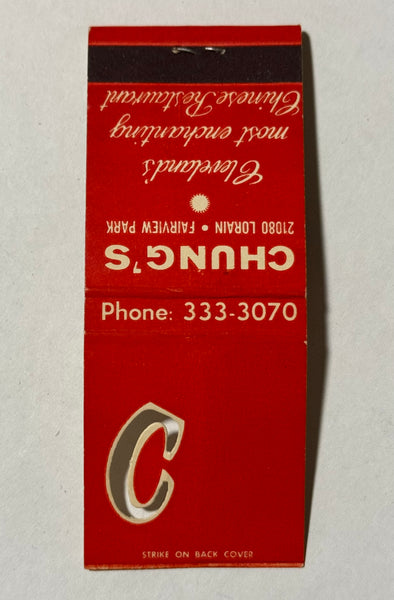 CHUNG'S
21080 LORAIN • FAIRVIEW PARK
Cleveland's
most enchanting
Chinese Restaurant
Phone: 333-3070
C
STRIKE ON BACK COVER